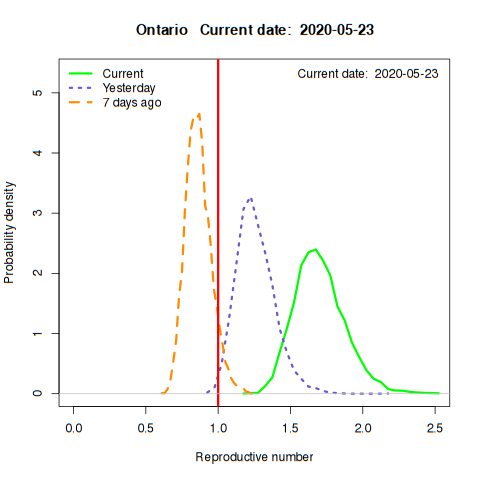 Ontario Current date: 2020-05-23
Current
Yesterday
7 days ago
Current date: 2020-05-23
Probability density
5
4
3
2
1
0
0.0 0.5 1.0 1.5 2.0 2.5
Reproductive number